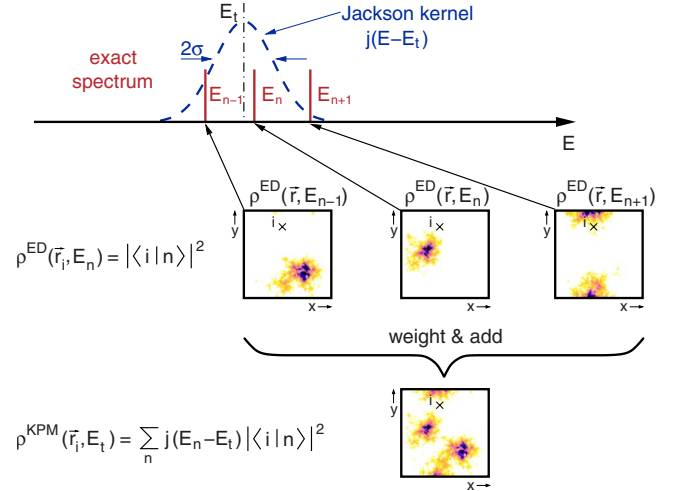 E_t
Jackson kernel
j(E−E_t)
2σ
exact
spectrum
E_{n−1}
E_n
E_{n+1}
E
ρ^{ED}(r⃗, E_{n−1})
ρ^{ED}(r⃗, E_n)
ρ^{ED}(r⃗, E_{n+1})
y
i ×
x
y
i ×
x
y
i ×
x
ρ^{ED}(r⃗_i, E_n) = |⟨i|n⟩|^2
weight & add
y
i ×
x
ρ^{KPM}(r⃗_i, E_t) = ∑_n j(E_n−E_t) |⟨i|n⟩|^2